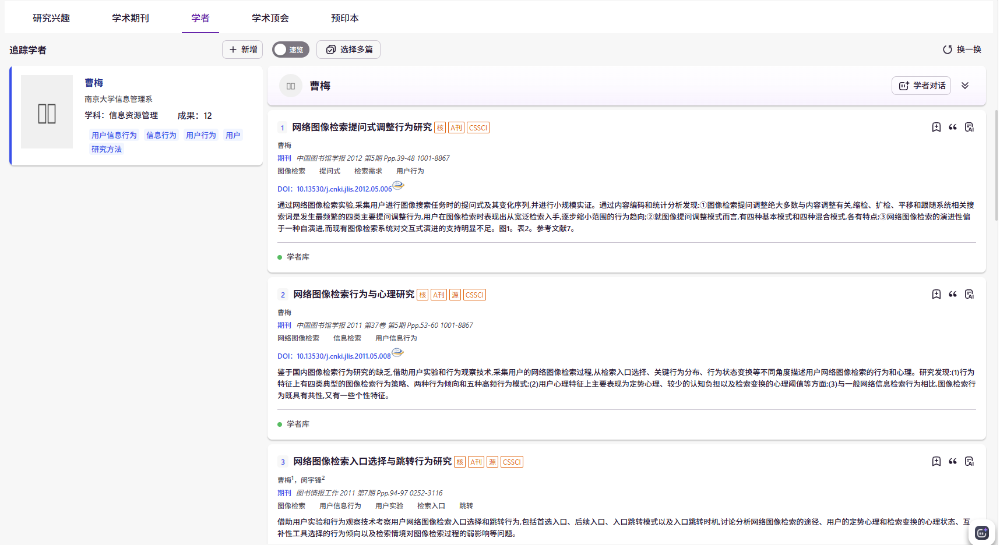 研究兴趣 学术期刊 学者 学术顶会 预印本
追踪学者 新增 速览 选择多篇 换一换
曹梅
南京大学信息管理系
学科：信息资源管理 成果：12
用户信息行为 信息行为 用户行为 用户
研究方法
曹梅 学者对话
1 网络图像检索提问式调整行为研究 核 A刊 CSSCI
曹梅
期刊 中国图书馆学报 2012 第5期 Ppp.39-48 1001-8867
图像检索 提问式 检索需求 用户行为
DOI：10.13530/j.cnki.jlis.2012.05.006
通过网络图像检索实验,采集用户进行图像搜索任务时的提问式及其变化序列,并进行小规模实证。通过内容编码和统计分析发现:①图像检索提问调整绝大多数与内容调整有关,缩检、扩检、平移和跟随系统相关搜
索词是发生最频繁的四类主要提问调整行为,用户在图像检索时表现出从宽泛检索入手,逐步缩小范围的行为趋向;②就图像提问调整模式而言,有四种基本模式和四种混合模式,各有特点;③网络图像检索的演进性偏
于一种自演进,而现有图像检索系统对交互式演进的支持明显不足。图1。表2。参考文献7。
学者库
2 网络图像检索行为与心理研究 核 A刊 源 CSSCI
曹梅
期刊 中国图书馆学报 2011 第37卷 第5期 Ppp.53-60 1001-8867
网络图像检索 信息检索 用户信息行为
DOI：10.13530/j.cnki.jlis.2011.05.008
鉴于国内图像检索行为研究的缺乏,借助用户实验和行为观察技术,采集用户的网络图像检索过程,从检索入口选择、关键行为分布、行为状态变换等不同角度描述用户网络图像检索的行为和心理。研究发现:(1)行为
特征上有四类典型的图像检索行为策略、两种行为倾向和五种高频行为模式;(2)用户心理特征上主要表现为定势心理、较少的认知负担以及检索变换的心理阈值等方面;(3)与一般网络信息检索行为相比,图像检索行
为既具有共性,又有一些个性特征。
学者库
3 网络图像检索入口选择与跳转行为研究 核 A刊 源 CSSCI
曹梅1，闵宇锋2
期刊 图书情报工作 2011 第7期 Ppp.94-97 0252-3116
图像检索 用户信息行为 用户实验 检索入口 跳转
借助用户实验和行为观察技术考察用户网络图像检索入口选择和跳转行为,包括首选入口、后续入口、入口跳转模式以及入口跳转时机,讨论分析网络图像检索的途径、用户的定势心理和检索变换的心理状态、互
补性工具选择的行为倾向以及检索情境对图像检索过程的弱影响等问题。